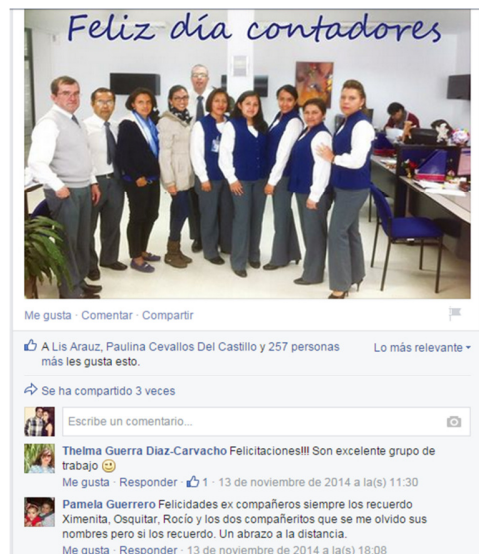 Feliz día contadores
Me gusta · Comentar · Compartir
A Lis Arauz, Paulina Cevallos Del Castillo y 257 personas
más les gusta esto.
Lo más relevante
Se ha compartido 3 veces
Escribe un comentario...
Thelma Guerra Diaz-Carvacho Felicitaciones!!! Son excelente grupo de
trabajo
Me gusta · Responder · 1 · 13 de noviembre de 2014 a la(s) 11:30
Pamela Guerrero Felicidades ex compañeros siempre los recuerdo
Ximenita, Osquitar, Rocío y los dos compañeritos que se me olvido sus
nombres pero si los recuerdo. Un abrazo a la distancia.
Me gusta · Responder · 13 de noviembre de 2014 a la(s) 18:08